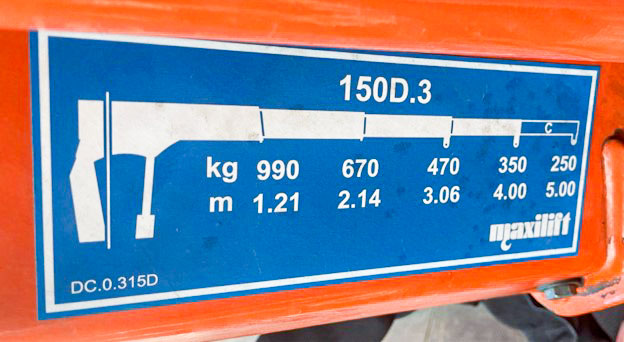 150D.3
C
kg 990 670 470 350 250
m 1.21 2.14 3.06 4.00 5.00
maxilift
DC.0.315D